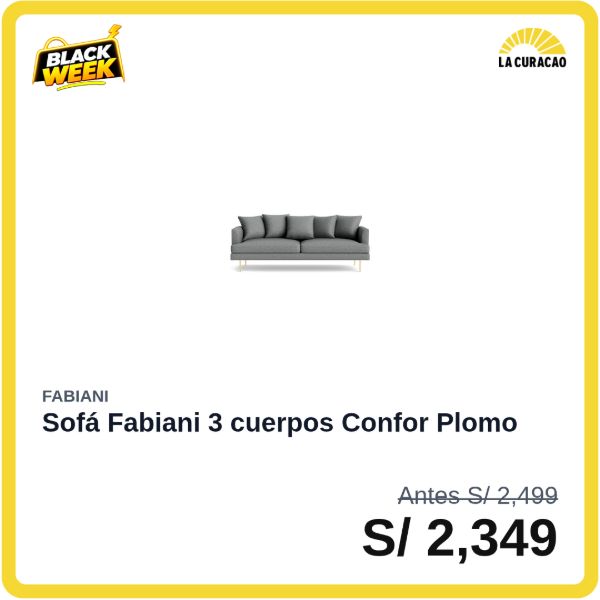 BLACK
WEEK
LA CURACAO
FABIANI
Sofá Fabiani 3 cuerpos Confor Plomo
Antes S/ 2,499
S/ 2,349